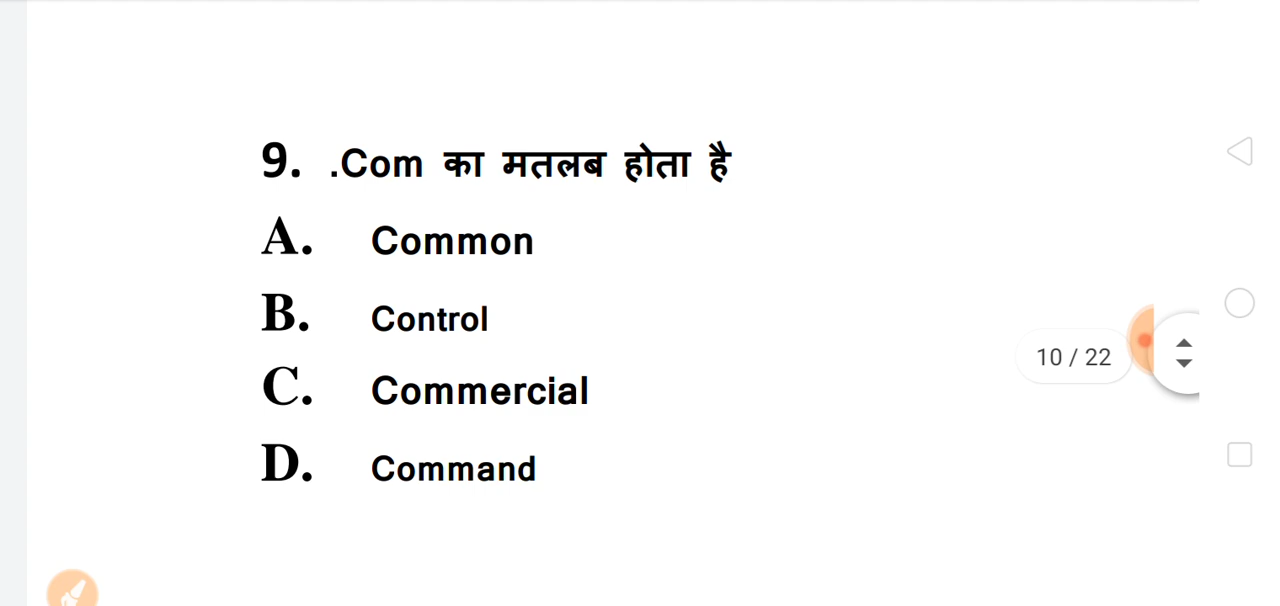 9. .Com का मतलब होता है
A. Common
B. Control
C. Commercial
10 / 22
D. Command